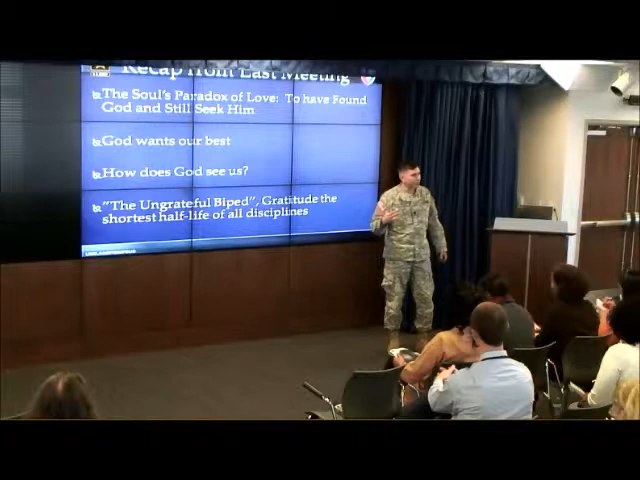 Recap from Last Meeting
The Soul's Paradox of Love: To have Found
God and Still Seek Him
God wants our best
How does God see us?
"The Ungrateful Biped", Gratitude the
shortest half-life of all disciplines